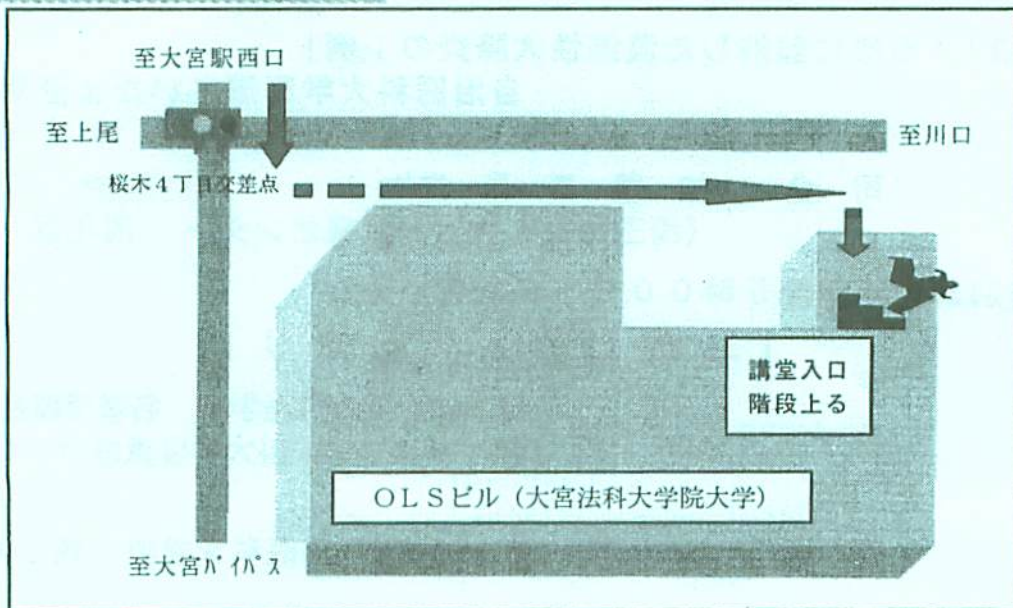 至大宮駅西口
至上尾
至川口
桜木4丁目交差点
講堂入口
階段上る
OLSビル(大宮法科大学院大学)
至大宮バイパス